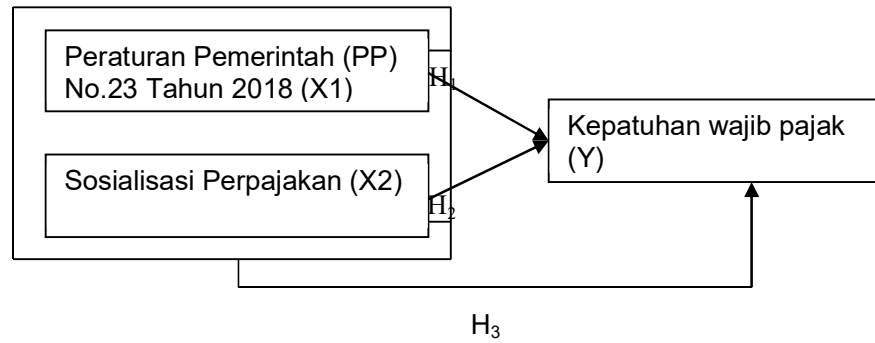 Peraturan Pemerintah (PP)
No.23 Tahun 2018 (X1)
H₁
Kepatuhan wajib pajak
(Y)
Sosialisasi Perpajakan (X2)
H₂
H₃